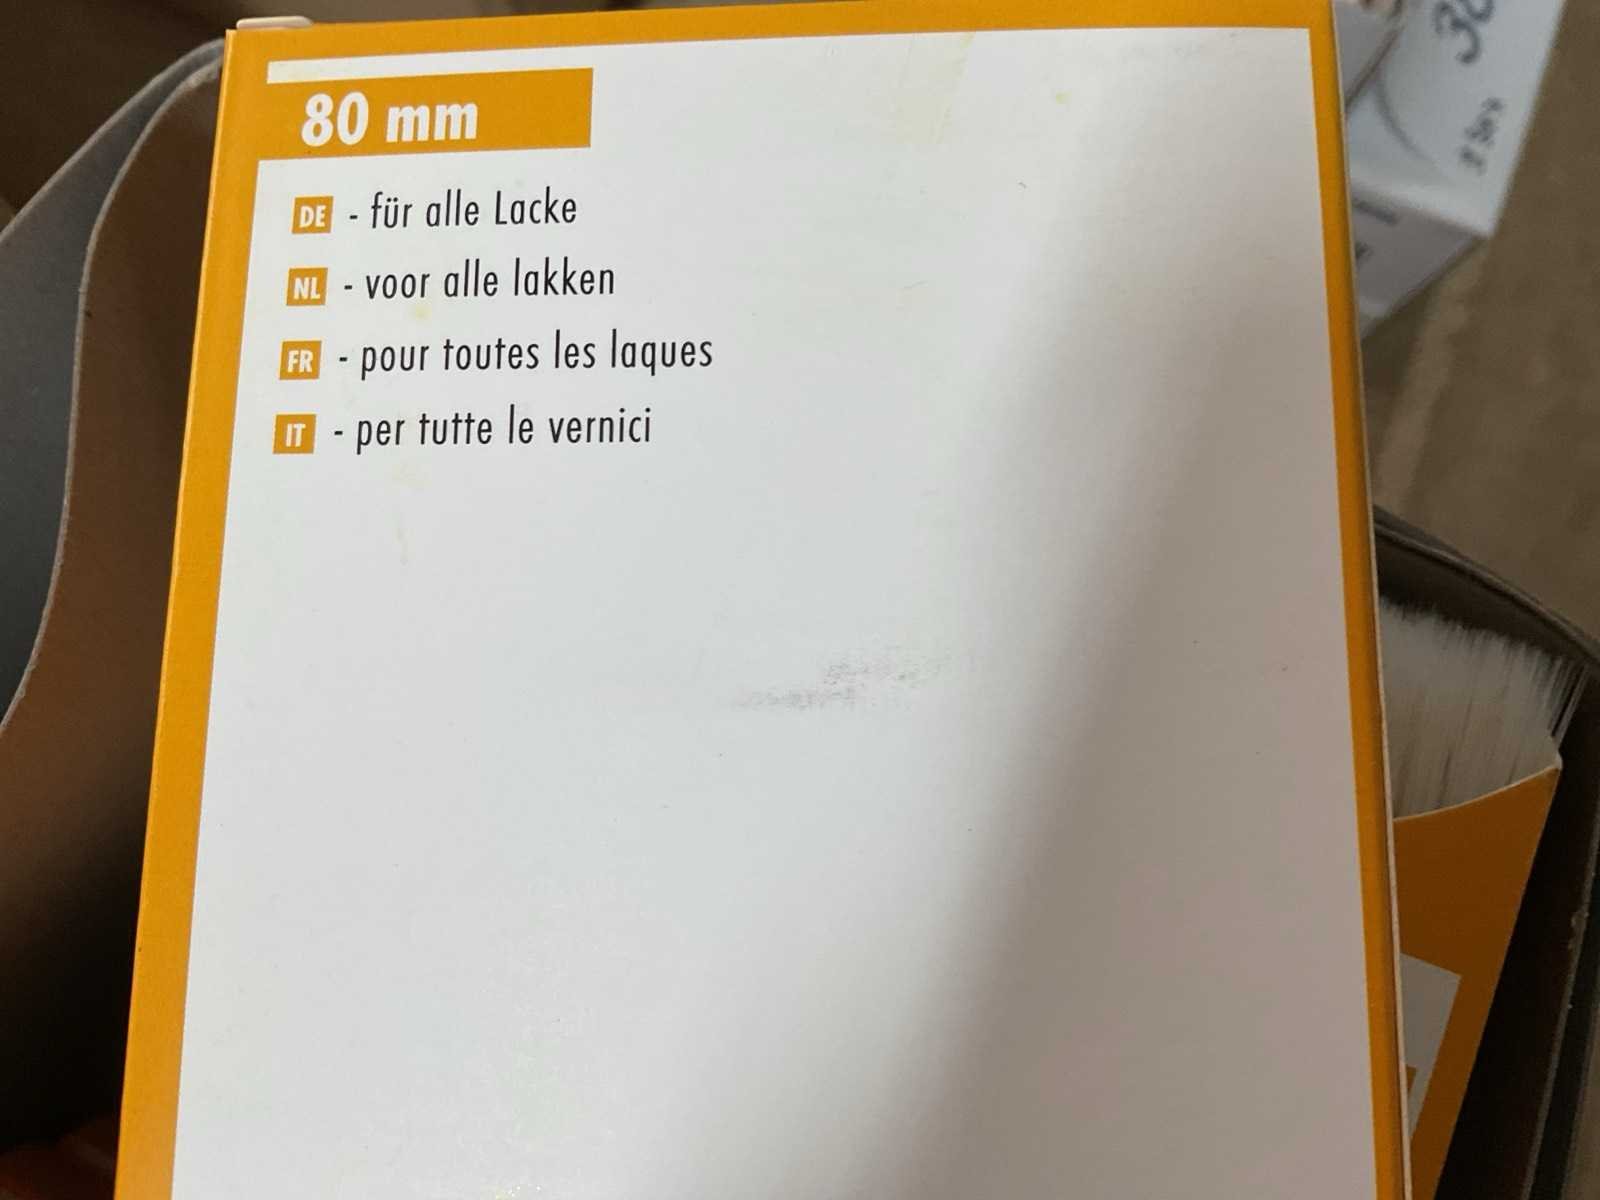 80 mm
DE - für alle Lacke
NL - voor alle lakken
FR - pour toutes les laques
IT - per tutte le vernici